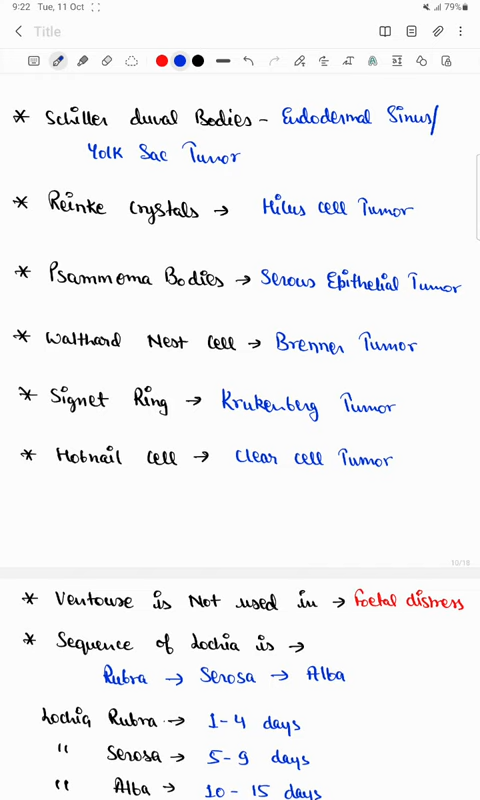 9:22 Tue, 11 Oct 79%
Title
* Schiller duval Bodies - Endodermal Sinus/
Yolk Sac Tumor
* Reinke Crystals → Hilus cell Tumor
* Psammoma Bodies → Serous Epithelial Tumor
* Walthard Nest cell → Brenner Tumor
* Signet Ring → Krukenberg Tumor
* Hobnail cell → Clear cell Tumor
10/18
* Ventouse is Not used in → Foetal distress
* Sequence of Lochia is →
Rubra → Serosa → Alba
Lochia Rubra → 1-4 days
" Serosa → 5-9 days
" Alba → 10-15 days